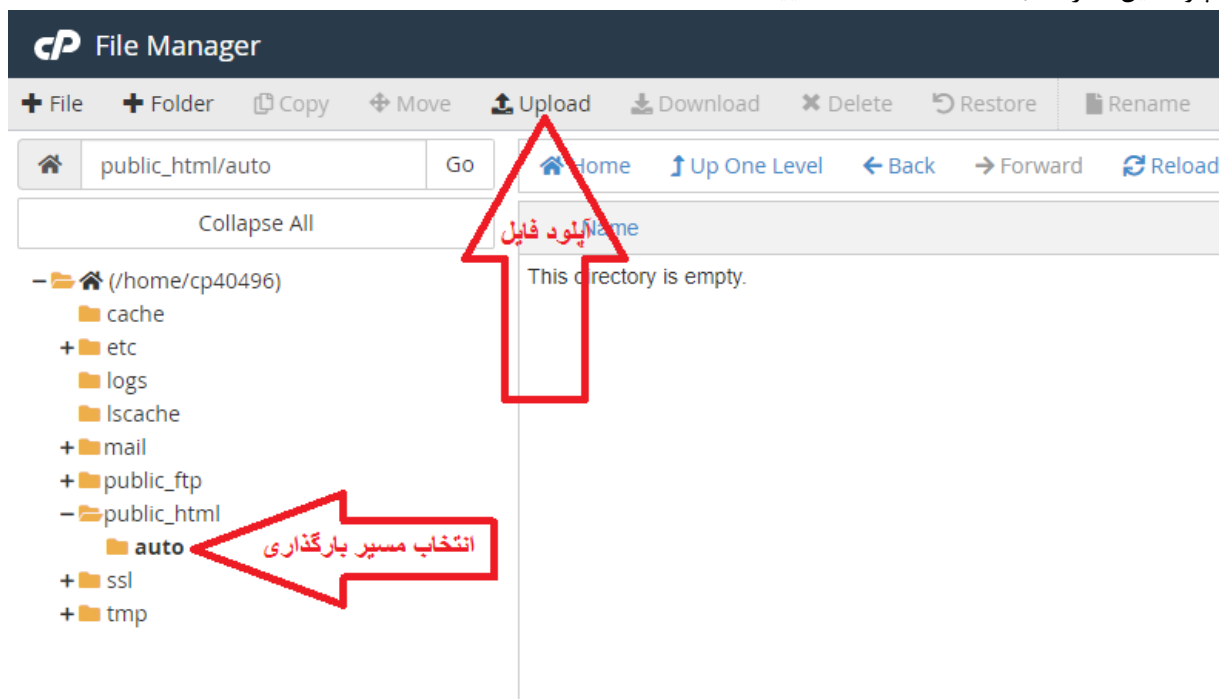 cP File Manager
File Folder Copy Move Upload Download Delete Restore Rename
public_html/auto Go Home Up One Level Back Forward Reload
Collapse All
Name
آپلود فایل
This directory is empty.
(/home/cp40496)
cache
etc
logs
lscache
mail
public_ftp
public_html
auto
انتخاب مسیر بارگذاری
ssl
tmp